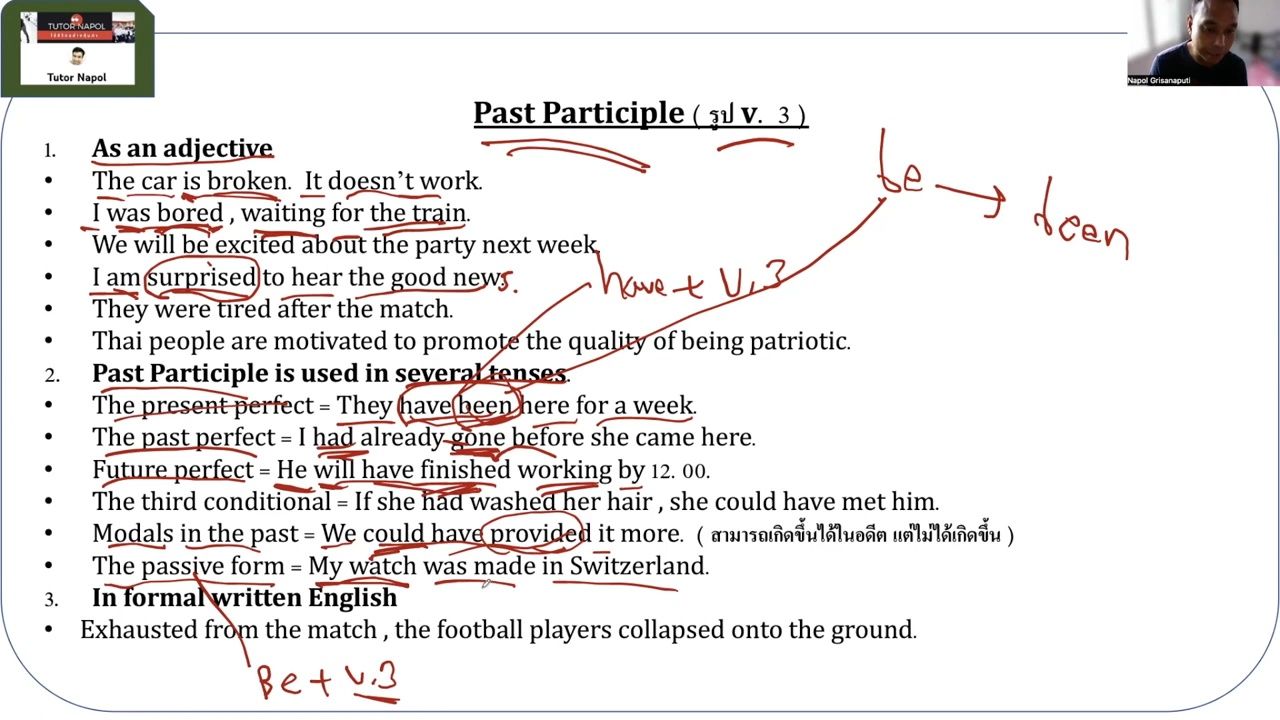 TUTOR NAPOL
Tutor Napol
Napol Grisanaputi
Past Participle ( รูป v. 3 )
1. As an adjective
• The car is broken. It doesn't work.
• I was bored , waiting for the train.
• We will be excited about the party next week.
• I am surprised to hear the good news.
• They were tired after the match.
• Thai people are motivated to promote the quality of being patriotic.
be → been
have + V.3
2. Past Participle is used in several tenses.
• The present perfect = They have been here for a week.
• The past perfect = I had already gone before she came here.
• Future perfect = He will have finished working by 12. 00.
• The third conditional = If she had washed her hair , she could have met him.
• Modals in the past = We could have provided it more. ( สามารถเกิดขึ้นได้ในอดีต แต่ไม่ได้เกิดขึ้น )
• The passive form = My watch was made in Switzerland.
3. In formal written English
• Exhausted from the match , the football players collapsed onto the ground.
Be + V.3